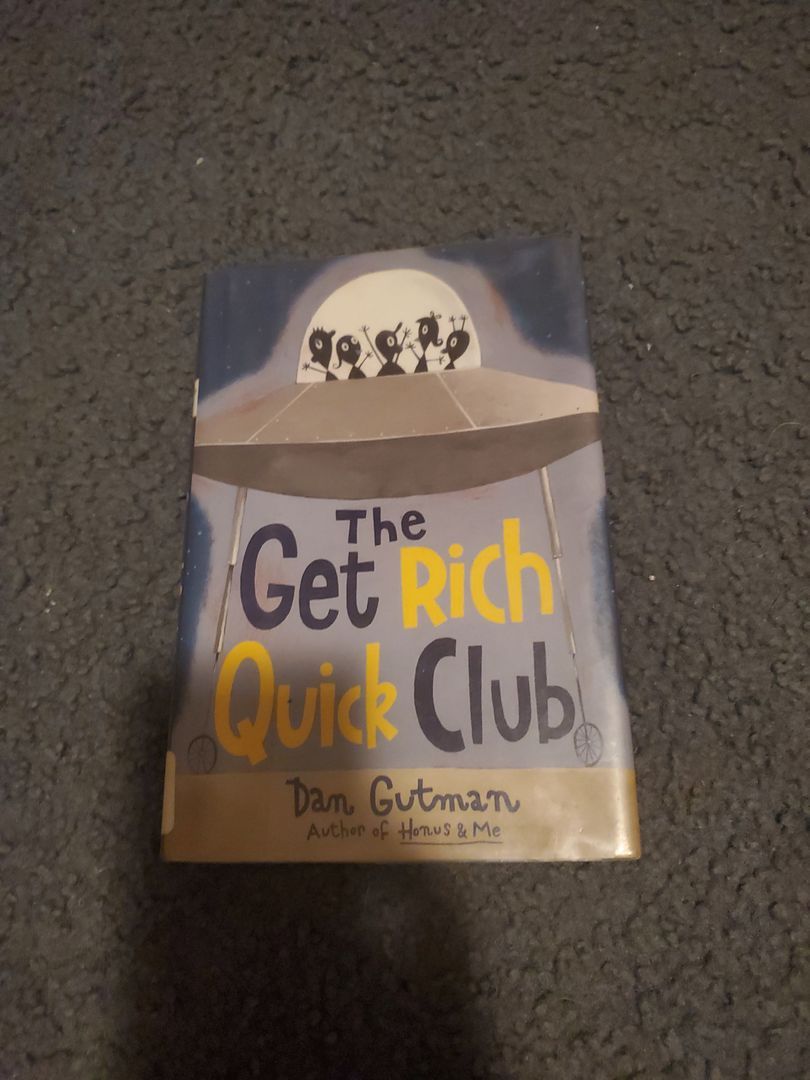 The
Get Rich
Quick Club
Dan Gutman
Author of Honus & Me